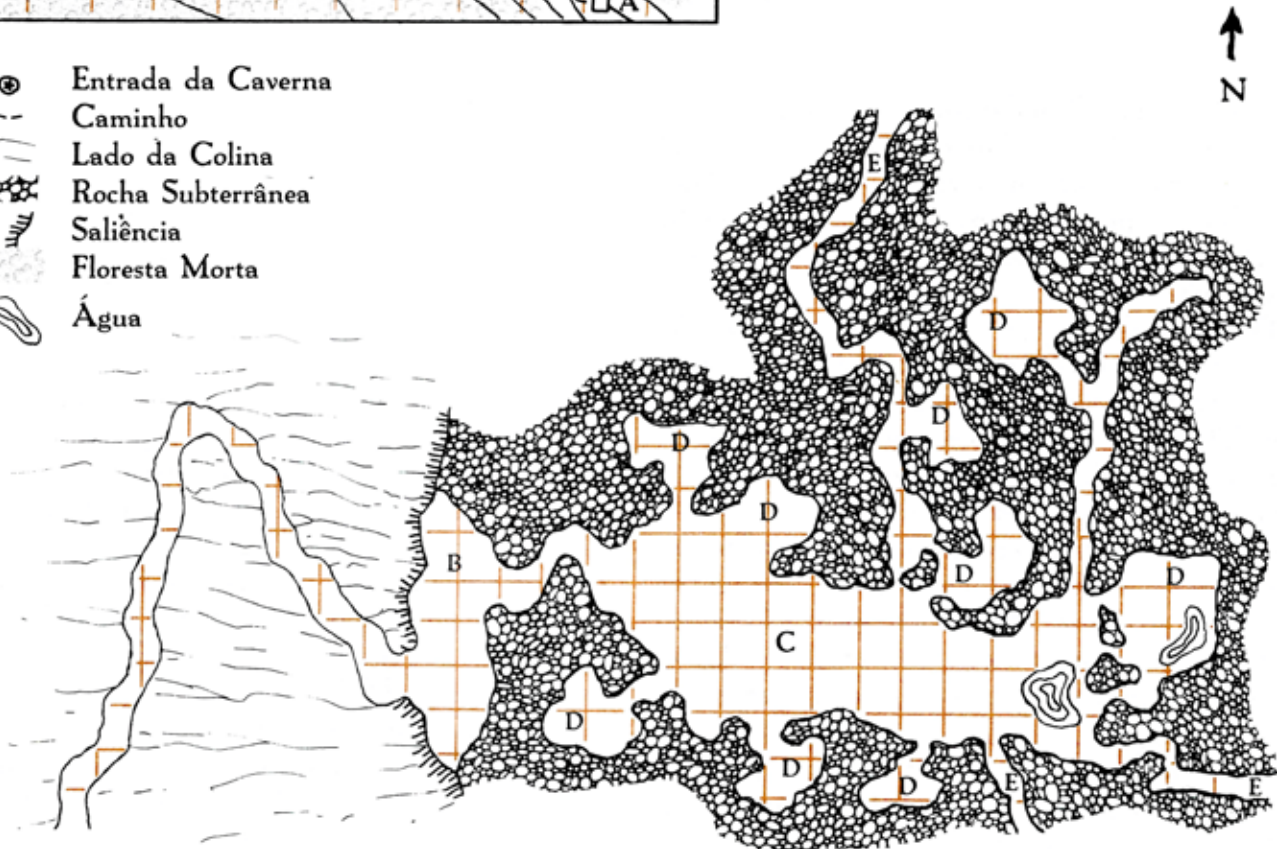 A
N
Entrada da Caverna
Caminho
Lado da Colina
Rocha Subterrânea
Saliência
Floresta Morta
Água
E
D
D
D
D
B
D
D
C
D
D
D
E
E